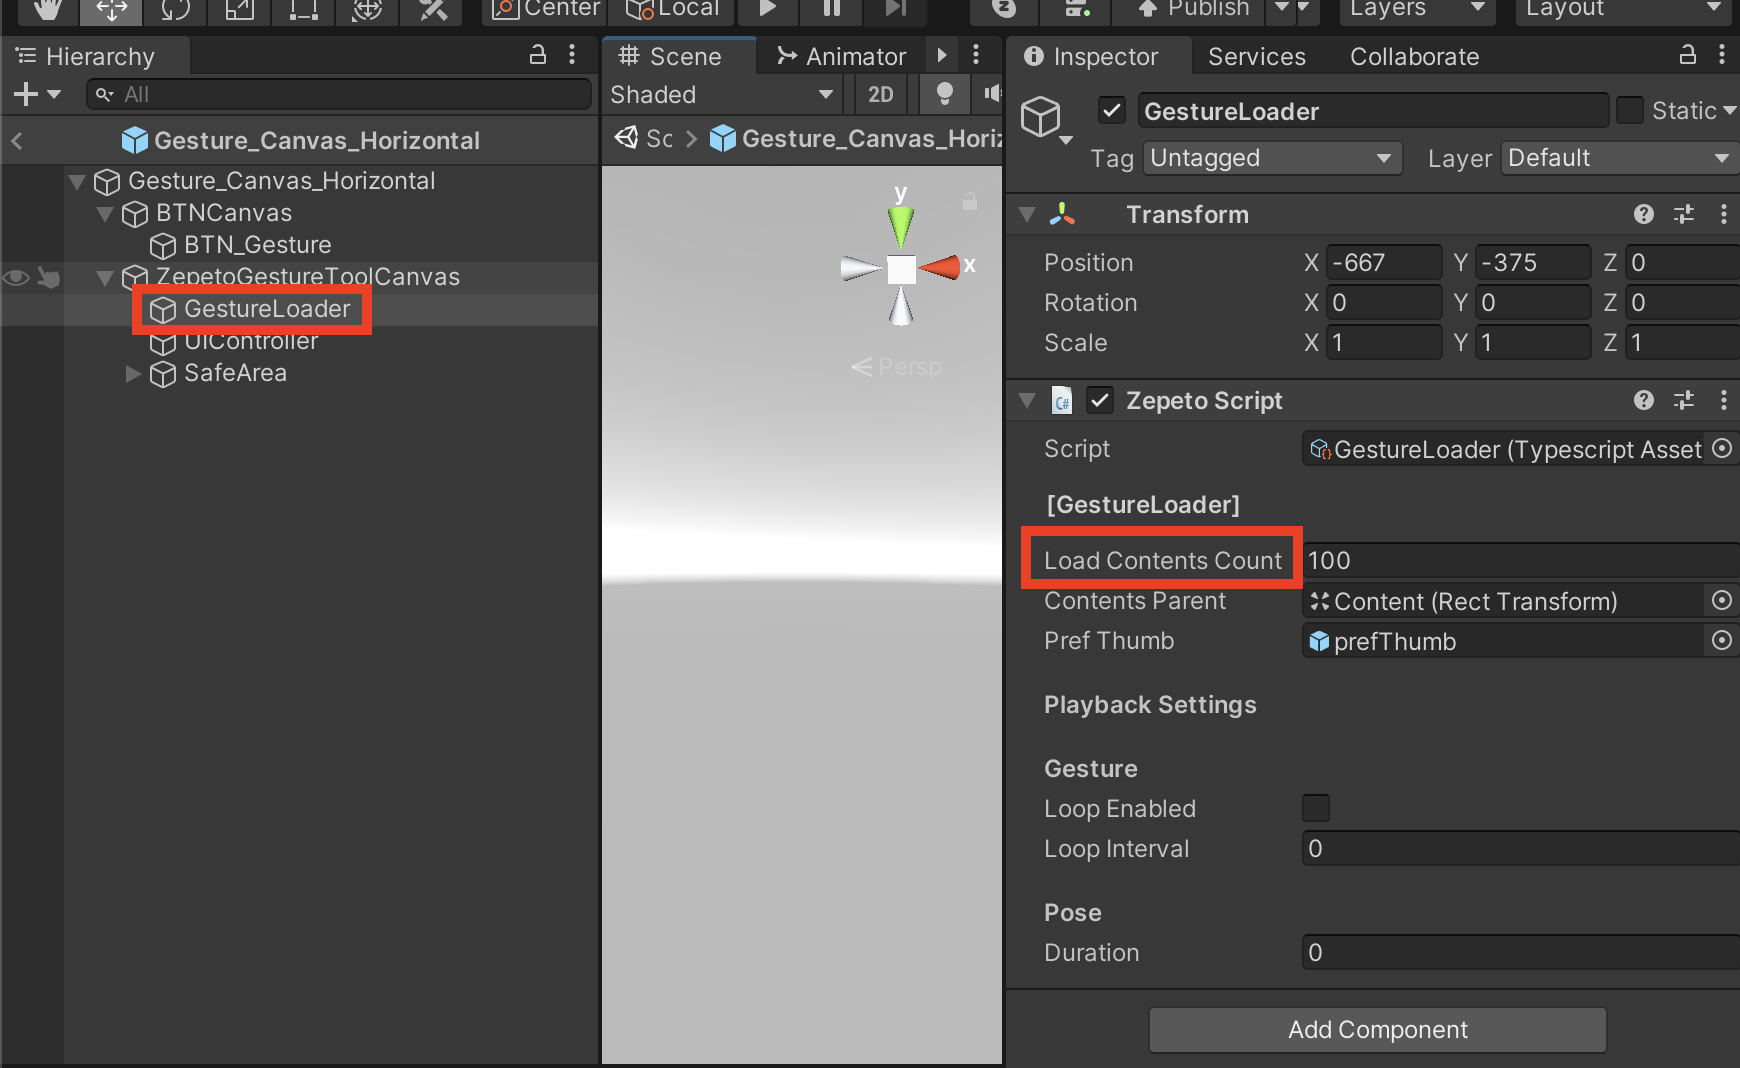 Center
Local
Publish
Layers
Layout
Hierarchy
All
Gesture_Canvas_Horizontal
Gesture_Canvas_Horizontal
BTNCanvas
BTN_Gesture
ZepetoGestureToolCanvas
GestureLoader
UIController
SafeArea
Scene
Animator
Shaded
2D
Sc
Gesture_Canvas_Horiz
y
x
Persp
Inspector
Services
Collaborate
GestureLoader
Static
Tag
Untagged
Layer
Default
Transform
Position X -667 Y -375 Z 0
Rotation X 0 Y 0 Z 0
Scale X 1 Y 1 Z 1
C#
Zepeto Script
Script
GestureLoader (Typescript Asset
[GestureLoader]
Load Contents Count 100
Contents Parent Content (Rect Transform)
Pref Thumb prefThumb
Playback Settings
Gesture
Loop Enabled
Loop Interval 0
Pose
Duration 0
Add Component